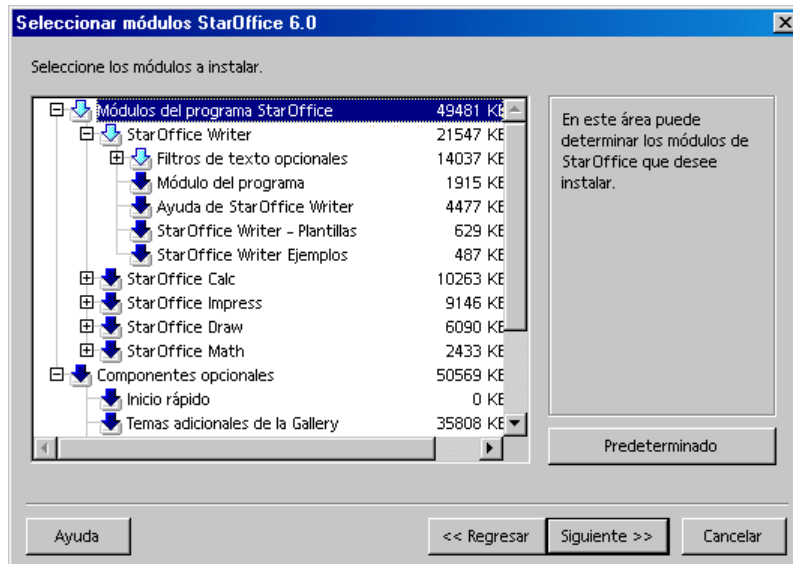 Seleccionar módulos StarOffice 6.0
Seleccione los módulos a instalar.
Módulos del programa StarOffice 49481 KB
StarOffice Writer 21547 KB
Filtros de texto opcionales 14037 KB
Módulo del programa 1915 KB
Ayuda de StarOffice Writer 4477 KB
StarOffice Writer - Plantillas 629 KB
StarOffice Writer Ejemplos 487 KB
StarOffice Calc 10263 KB
StarOffice Impress 9146 KB
StarOffice Draw 6090 KB
StarOffice Math 2433 KB
Componentes opcionales 50569 KB
Inicio rápido 0 KB
Temas adicionales de la Gallery 35808 KB
En este área puede
determinar los módulos de
StarOffice que desee
instalar.
Predeterminado
Ayuda
<< Regresar
Siguiente >>
Cancelar